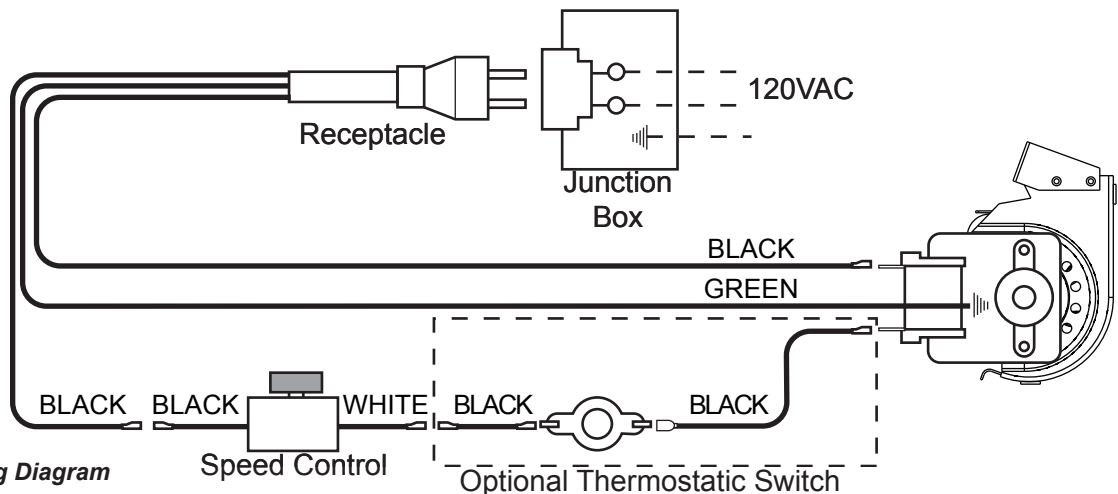 120VAC
Receptacle
Junction
Box
BLACK
GREEN
BLACK
BLACK
WHITE
BLACK
BLACK
Speed Control
Optional Thermostatic Switch
Diagram